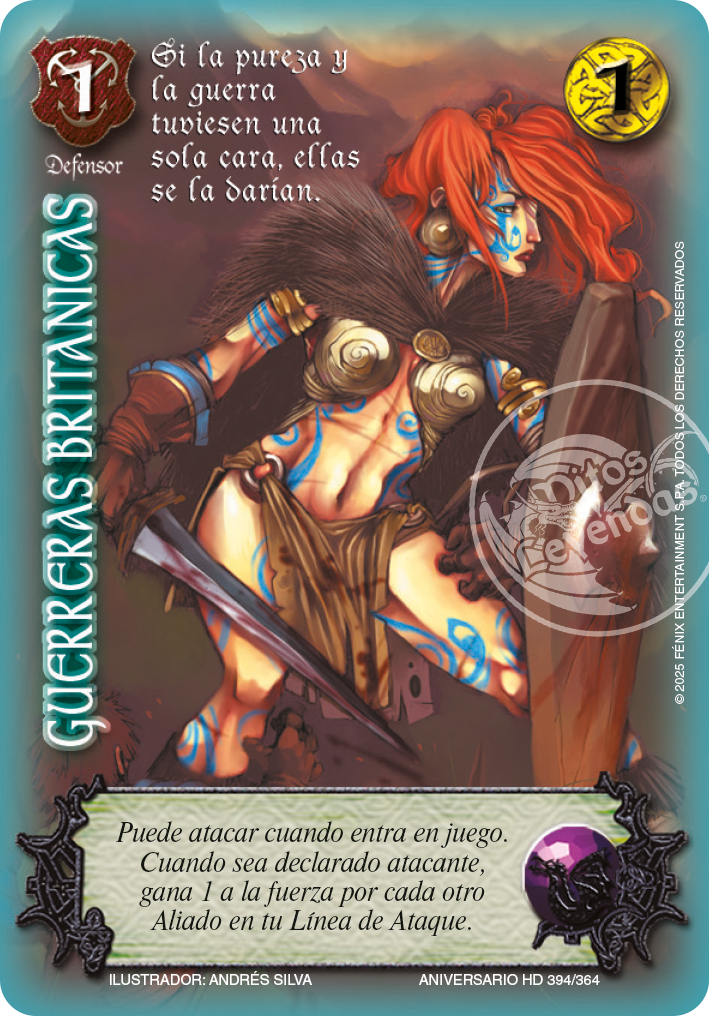 1
Defensor
Si la pureza y
la guerra
tuviesen una
sola cara, ellas
se la darían.
1
GUERRERAS BRITANICAS
© 2025 FÉNIX ENTERTAINMENT S.P.A. TODOS LOS DERECHOS RESERVADOS
Mitos
y
Leyendas
®
Puede atacar cuando entra en juego.
Cuando sea declarado atacante,
gana 1 a la fuerza por cada otro
Aliado en tu Línea de Ataque.
ILUSTRADOR: ANDRÉS SILVA
ANIVERSARIO HD 394/364